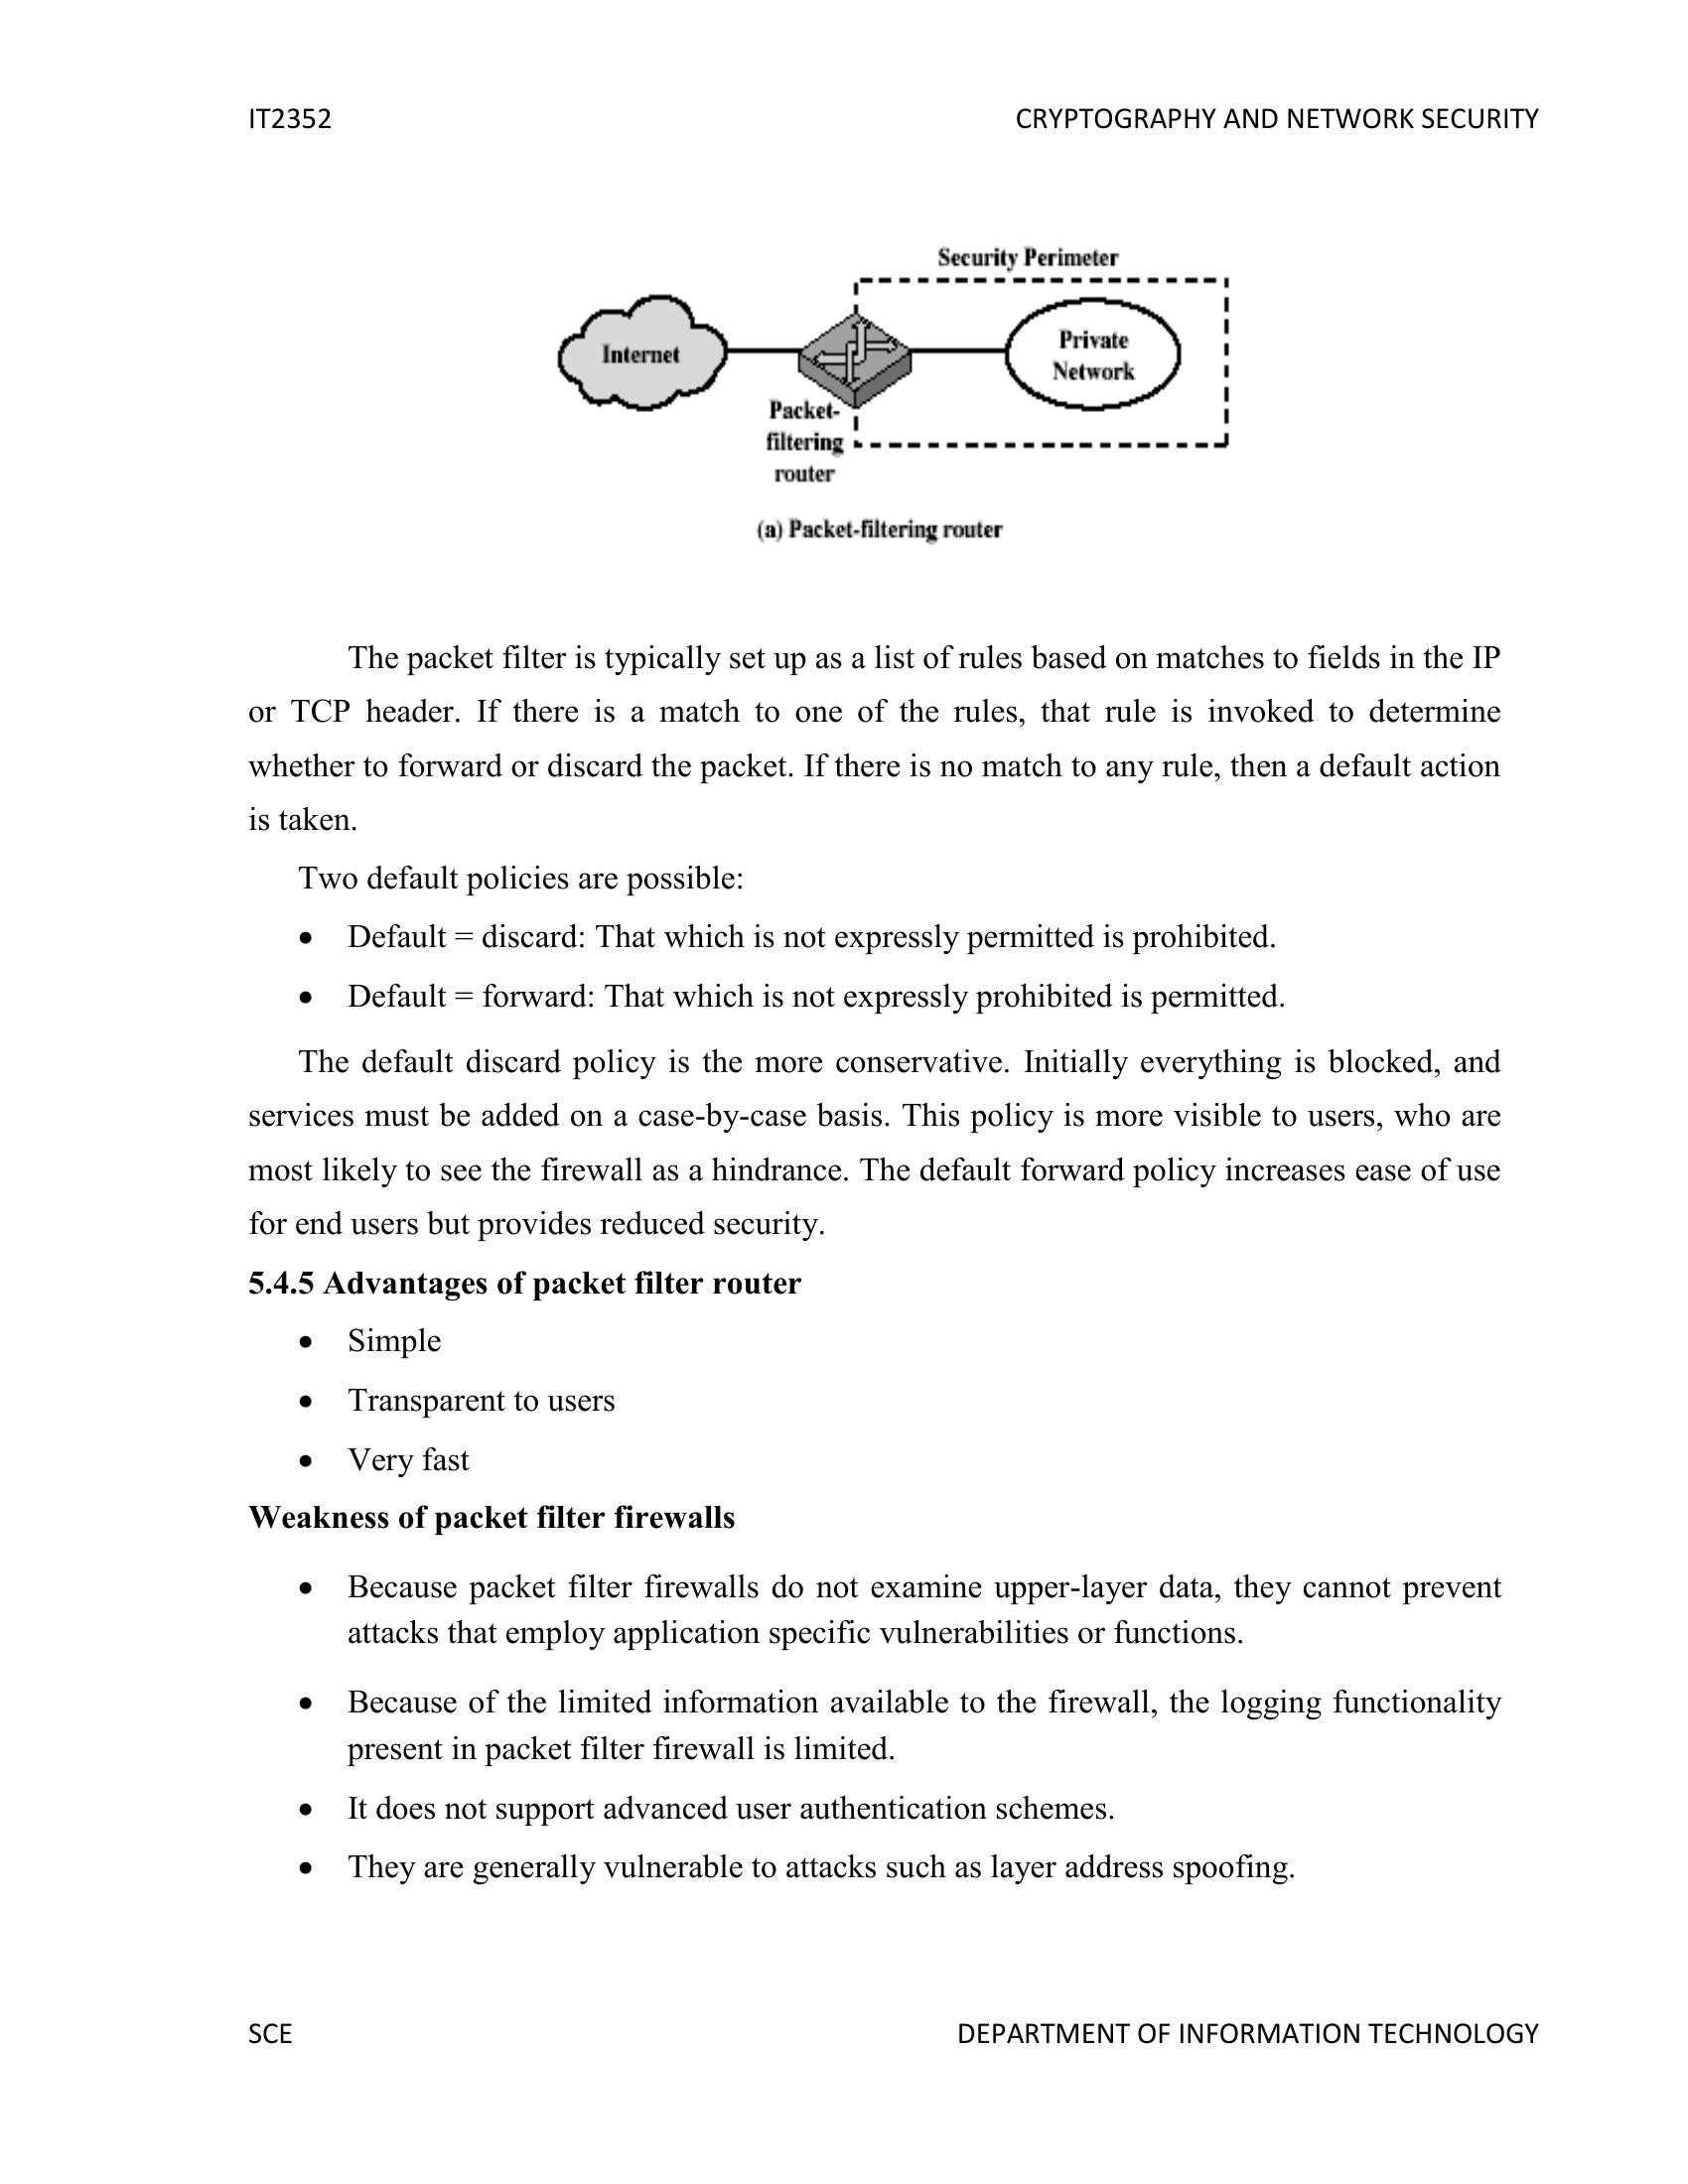 IT2352 CRYPTOGRAPHY AND NETWORK SECURITY
Security Perimeter
Internet
Private
Network
Packet-
filtering
router
(a) Packet-filtering router
The packet filter is typically set up as a list of rules based on matches to fields in the IP
or TCP header. If there is a match to one of the rules, that rule is invoked to determine
whether to forward or discard the packet. If there is no match to any rule, then a default action
is taken.
Two default policies are possible:
• Default = discard: That which is not expressly permitted is prohibited.
• Default = forward: That which is not expressly prohibited is permitted.
The default discard policy is the more conservative. Initially everything is blocked, and
services must be added on a case-by-case basis. This policy is more visible to users, who are
most likely to see the firewall as a hindrance. The default forward policy increases ease of use
for end users but provides reduced security.
5.4.5 Advantages of packet filter router
• Simple
• Transparent to users
• Very fast
Weakness of packet filter firewalls
• Because packet filter firewalls do not examine upper-layer data, they cannot prevent
attacks that employ application specific vulnerabilities or functions.
• Because of the limited information available to the firewall, the logging functionality
present in packet filter firewall is limited.
• It does not support advanced user authentication schemes.
• They are generally vulnerable to attacks such as layer address spoofing.
SCE DEPARTMENT OF INFORMATION TECHNOLOGY